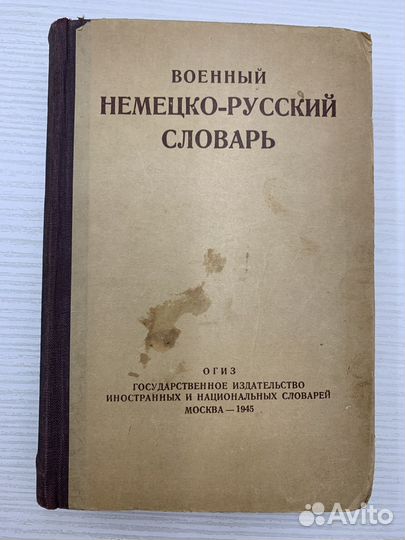 ВОЕННЫЙ
НЕМЕЦКО-РУССКИЙ
СЛОВАРЬ
ОГИЗ
ГОСУДАРСТВЕННОЕ ИЗДАТЕЛЬСТВО
ИНОСТРАННЫХ И НАЦИОНАЛЬНЫХ СЛОВАРЕЙ
МОСКВА — 1945
Avito